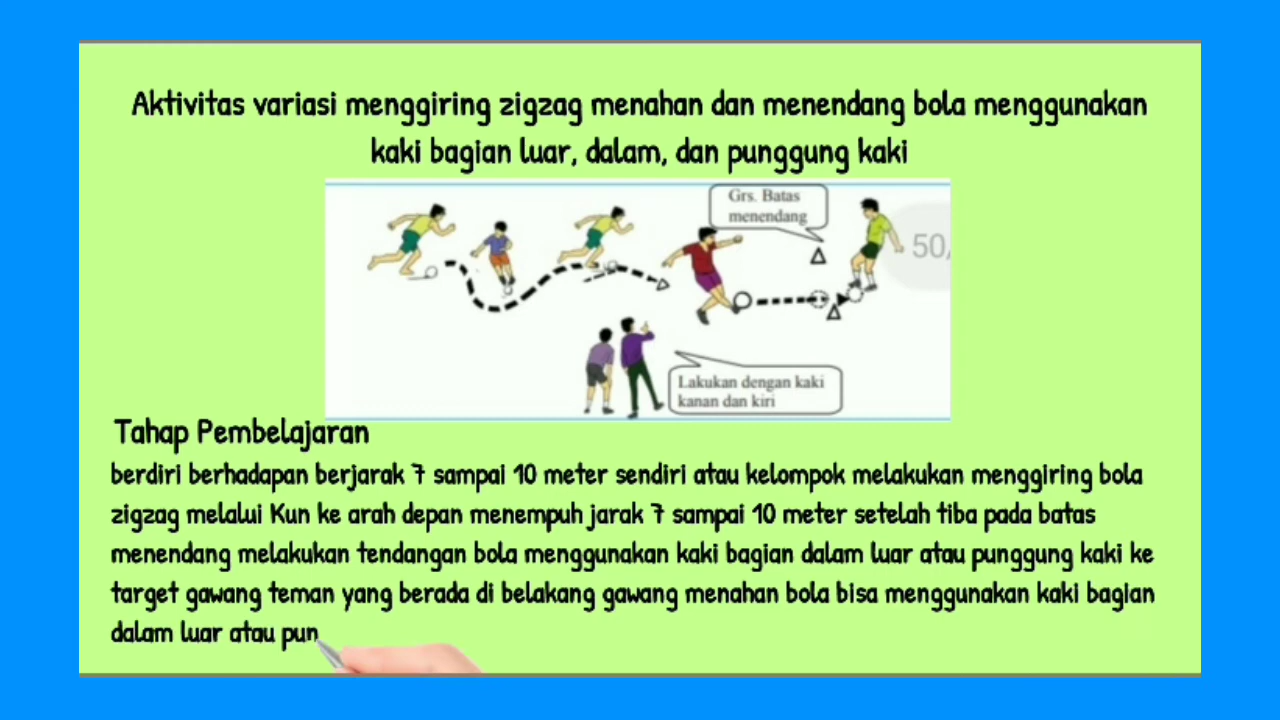 Aktivitas variasi menggiring zigzag menahan dan menendang bola menggunakan
kaki bagian luar, dalam, dan punggung kaki
Grs. Batas
menendang
50,
Lakukan dengan kaki
kanan dan kiri
Tahap Pembelajaran
berdiri berhadapan berjarak 7 sampai 10 meter sendiri atau kelompok melakukan menggiring bola
zigzag melalui Kun ke arah depan menempuh jarak 7 sampai 10 meter setelah tiba pada batas
menendang melakukan tendangan bola menggunakan kaki bagian dalam luar atau punggung kaki ke
target gawang teman yang berada di belakang gawang menahan bola bisa menggunakan kaki bagian
dalam luar atau pun